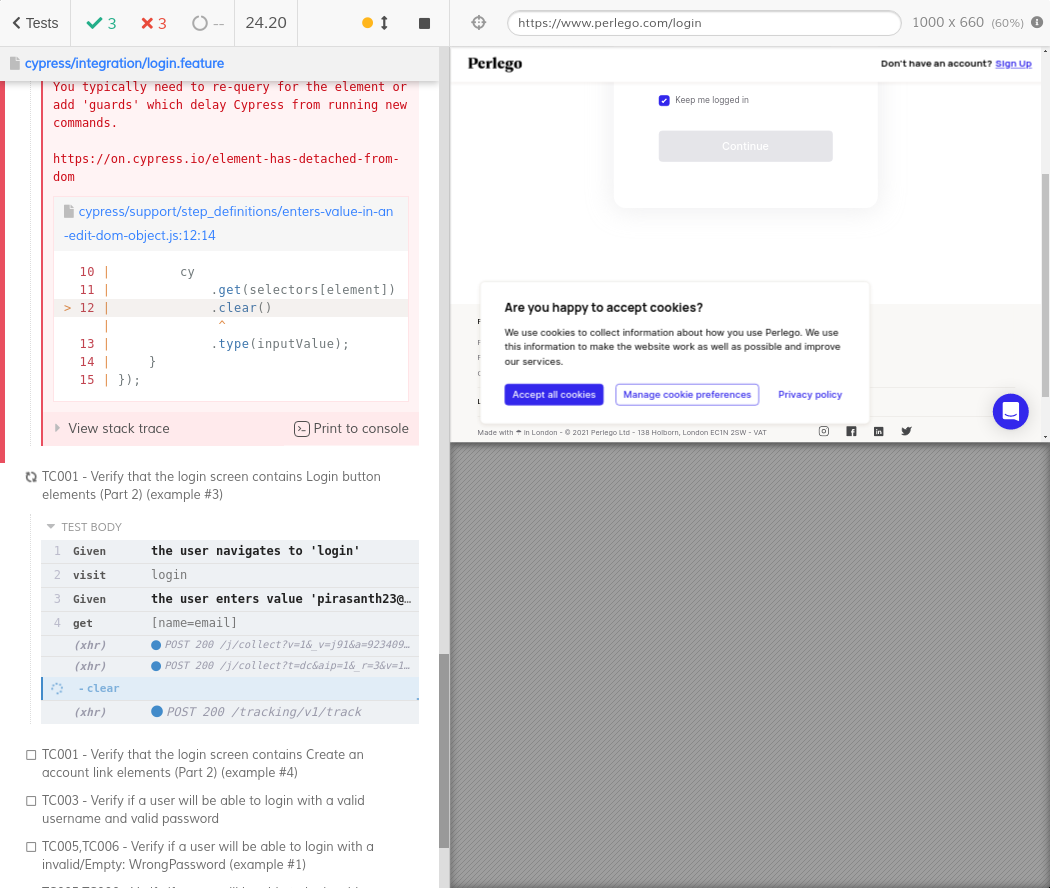 Tests
3
3
--
24.20
https://www.perlego.com/login
1000 x 660 (60%)
cypress/integration/login.feature
You typically need to re-query for the element or
add 'guards' which delay Cypress from running new
commands.
https://on.cypress.io/element-has-detached-from-
dom
cypress/support/step_definitions/enters-value-in-an
-edit-dom-object.js:12:14
10 | cy
11 | .get(selectors[element])
> 12 | .clear()
| ^
13 | .type(inputValue);
14 | }
15 | });
View stack trace
Print to console
TC001 - Verify that the login screen contains Login button
elements (Part 2) (example #3)
TEST BODY
1 Given the user navigates to 'login'
2 visit login
3 Given the user enters value 'pirasanth23@…
4 get [name=email]
(xhr) POST 200 /j/collect?v=1&_v=j91&a=923409…
(xhr) POST 200 /j/collect?t=dc&aip=1&_r=3&v=1…
- clear
(xhr) POST 200 /tracking/v1/track
TC001 - Verify that the login screen contains Create an
account link elements (Part 2) (example #4)
TC003 - Verify if a user will be able to login with a valid
username and valid password
TC005,TC006 - Verify if a user will be able to login with a
invalid/Empty: WrongPassword (example #1)
Perlego
Don't have an account? Sign Up
Keep me logged in
Continue
Are you happy to accept cookies?
We use cookies to collect information about how you use Perlego. We use
this information to make the website work as well as possible and improve
our services.
Accept all cookies
Manage cookie preferences
Privacy policy
Made with ☂ in London - © 2021 Perlego Ltd - 138 Holborn, London EC1N 2SW - VAT